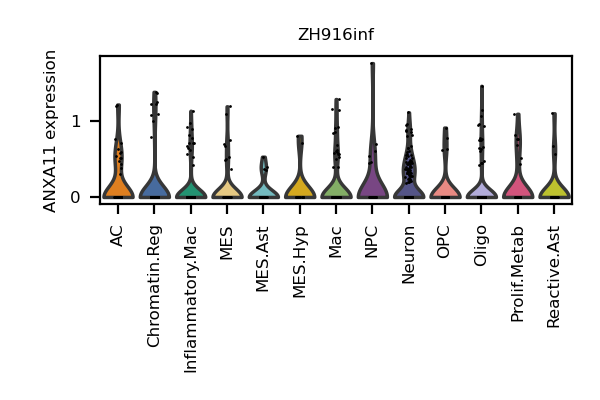 ZH916inf
ANXA11 expression
1
0
AC
Chromatin.Reg
Inflammatory.Mac
MES
MES.Ast
MES.Hyp
Mac
NPC
Neuron
OPC
Oligo
Prolif.Metab
Reactive.Ast